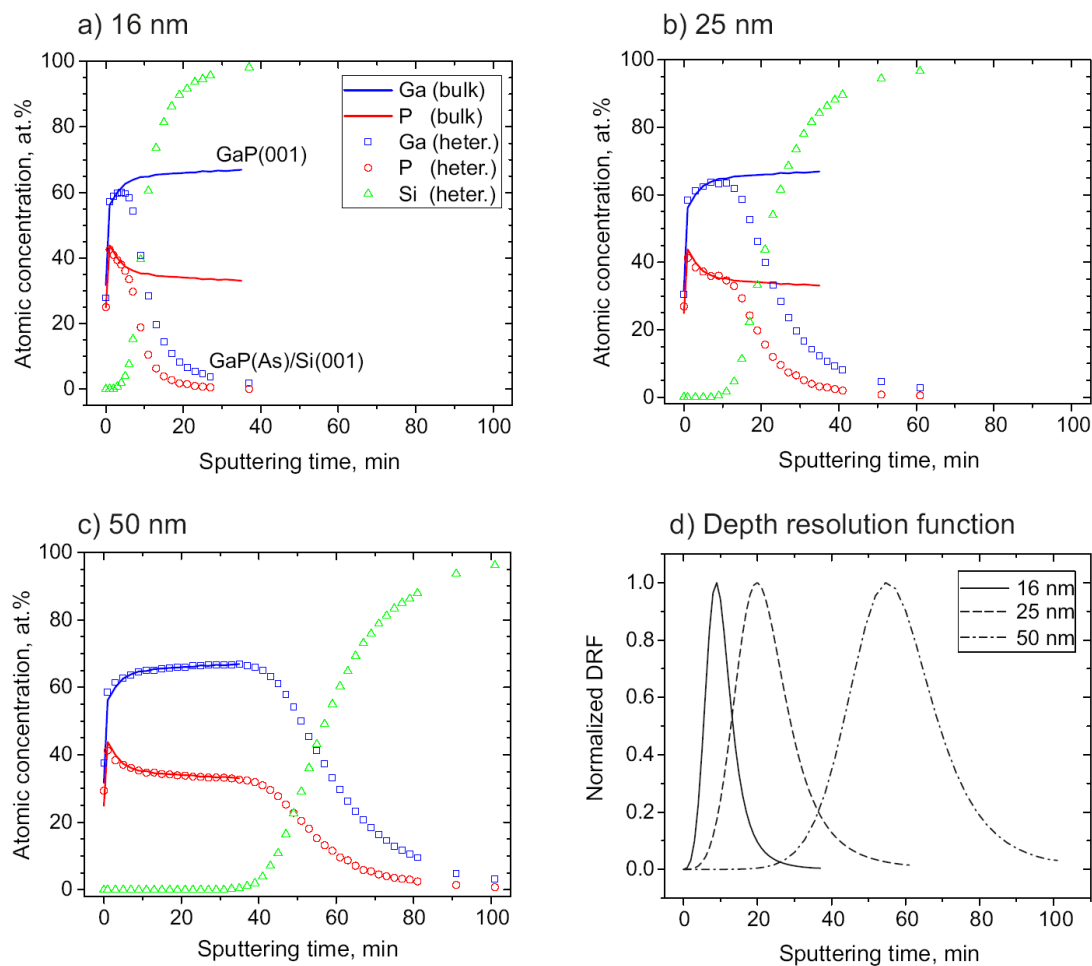 a) 16 nm
100
80
60
40
20
0
Atomic concentration, at.%
Ga (bulk)
P (bulk)
Ga (heter.)
P (heter.)
Si (heter.)
GaP(001)
GaP(As)/Si(001)
0 20 40 60 80 100
Sputtering time, min
b) 25 nm
100
80
60
40
20
0
Atomic concentration, at.%
0 20 40 60 80 100
Sputtering time, min
c) 50 nm
100
80
60
40
20
0
Atomic concentration, at.%
0 20 40 60 80 100
Sputtering time, min
d) Depth resolution function
1.0
0.8
0.6
0.4
0.2
0.0
Normalized DRF
16 nm
25 nm
50 nm
0 20 40 60 80 100
Sputtering time, min